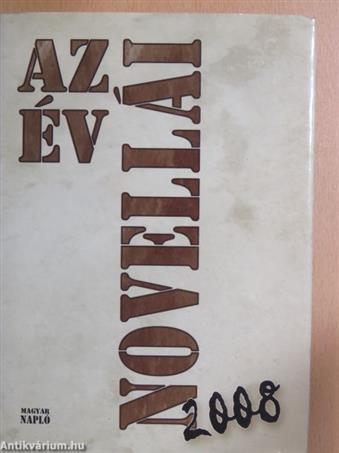 AZ
ÉV
NOVELLÁI
2008
MAGYAR
NAPLÓ
Antikvárium.hu